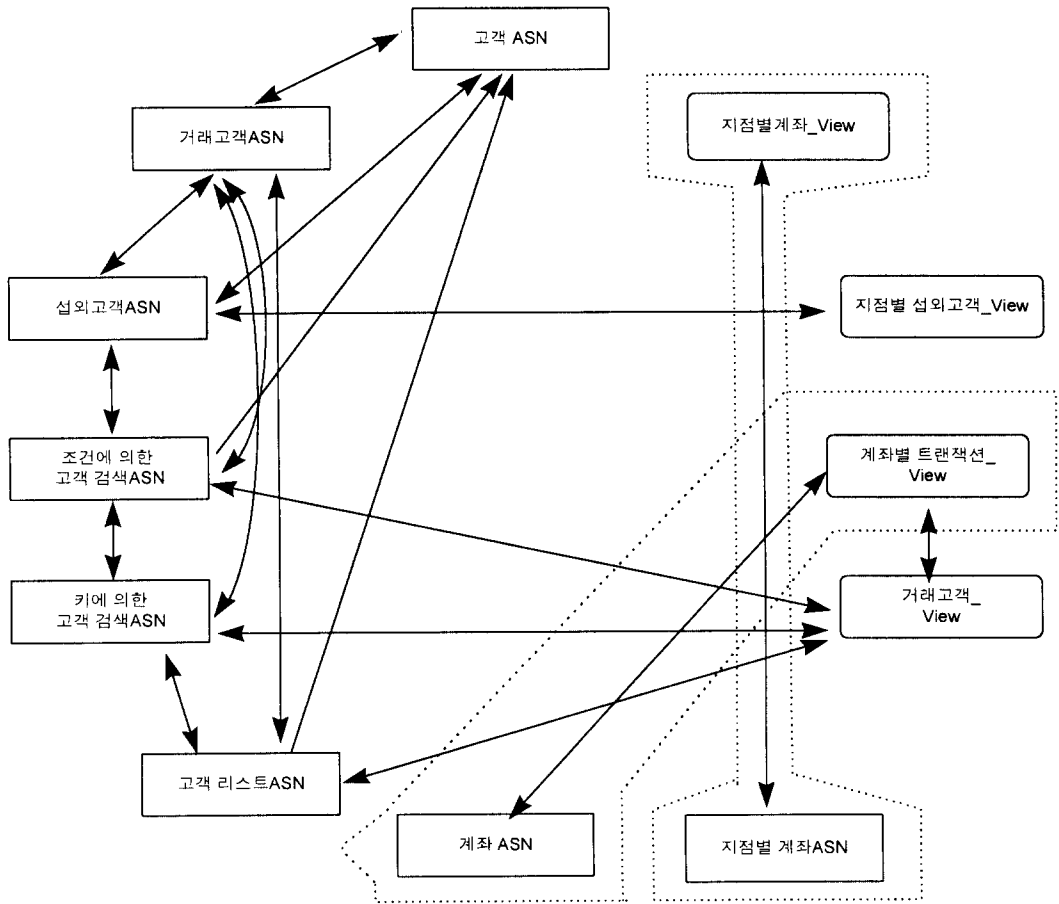 고객 ASN
거래고객ASN
지점별계좌_View
섭외고객ASN
지점별 섭외고객_View
조건에 의한
고객 검색ASN
계좌별 트랜잭션_
View
키에 의한
고객 검색ASN
거래고객_
View
고객 리스트ASN
계좌 ASN
지점별 계좌ASN